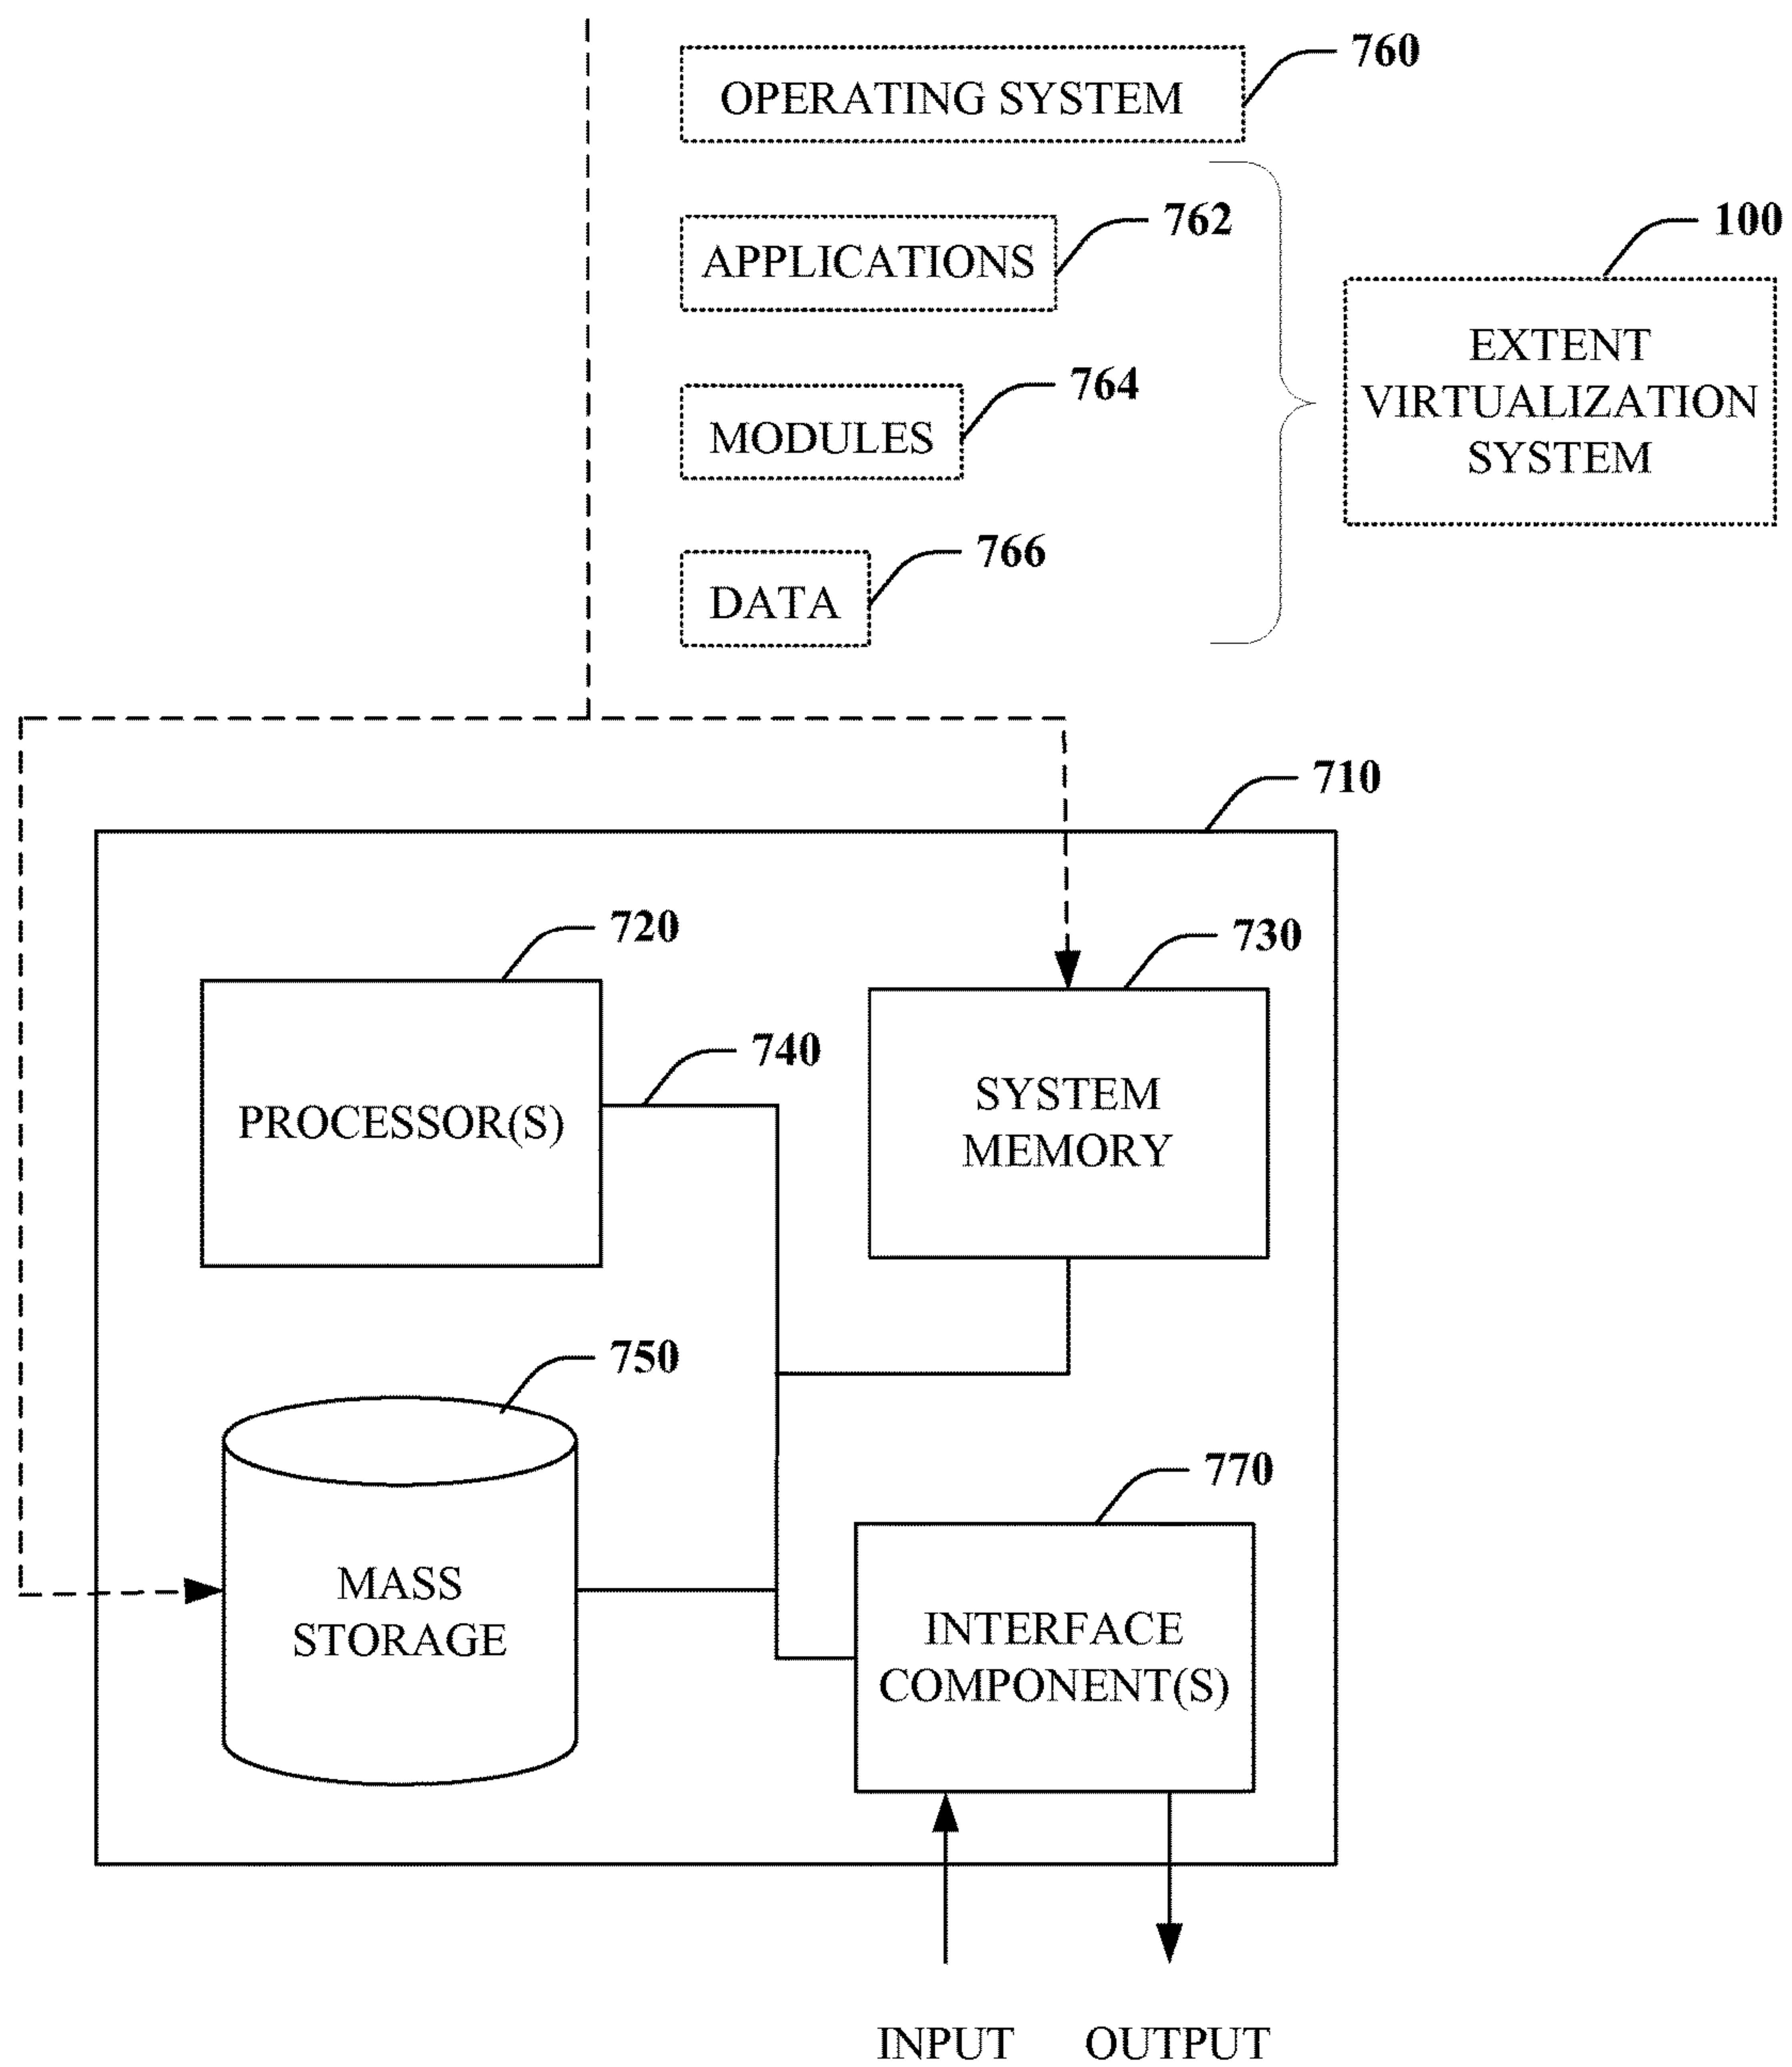 760
OPERATING SYSTEM
762
100
APPLICATIONS
EXTENT
VIRTUALIZATION
SYSTEM
764
MODULES
766
DATA
710
720
730
740
PROCESSOR(S)
SYSTEM
MEMORY
750
770
MASS
STORAGE
INTERFACE
COMPONENT(S)
INPUT
OUTPUT